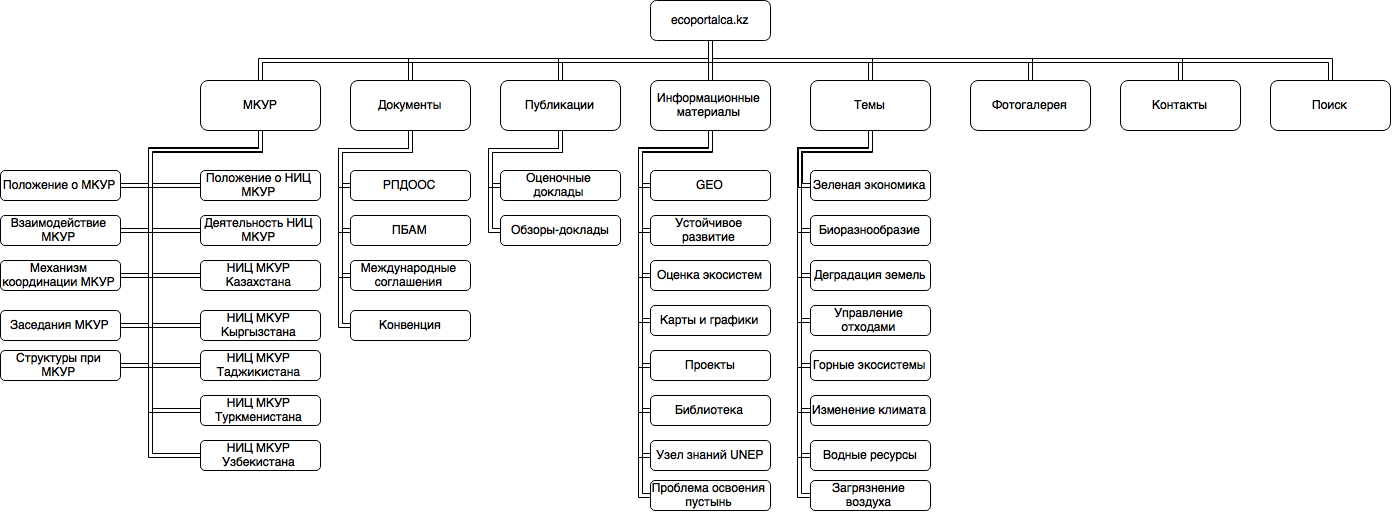 ecoportalca.kz
МКУР
Документы
Публикации
Информационные
материалы
Темы
Фотогалерея
Контакты
Поиск
Положение о МКУР
Взаимодействие
МКУР
Механизм
координации МКУР
Заседания МКУР
Структуры при
МКУР
Положение о НИЦ
МКУР
Деятельность НИЦ
МКУР
НИЦ МКУР
Казахстана
НИЦ МКУР
Кыргызстана
НИЦ МКУР
Таджикистана
НИЦ МКУР
Туркменистана
НИЦ МКУР
Узбекистана
РПДООС
ПБАМ
Международные
соглашения
Конвенция
Оценочные
доклады
Обзоры-доклады
GEO
Устойчивое
развитие
Оценка экосистем
Карты и графики
Проекты
Библиотека
Узел знаний UNEP
Проблема освоения
пустынь
Зеленая экономика
Биоразнообразие
Деградация земель
Управление
отходами
Горные экосистемы
Изменение климата
Водные ресурсы
Загрязнение
воздуха